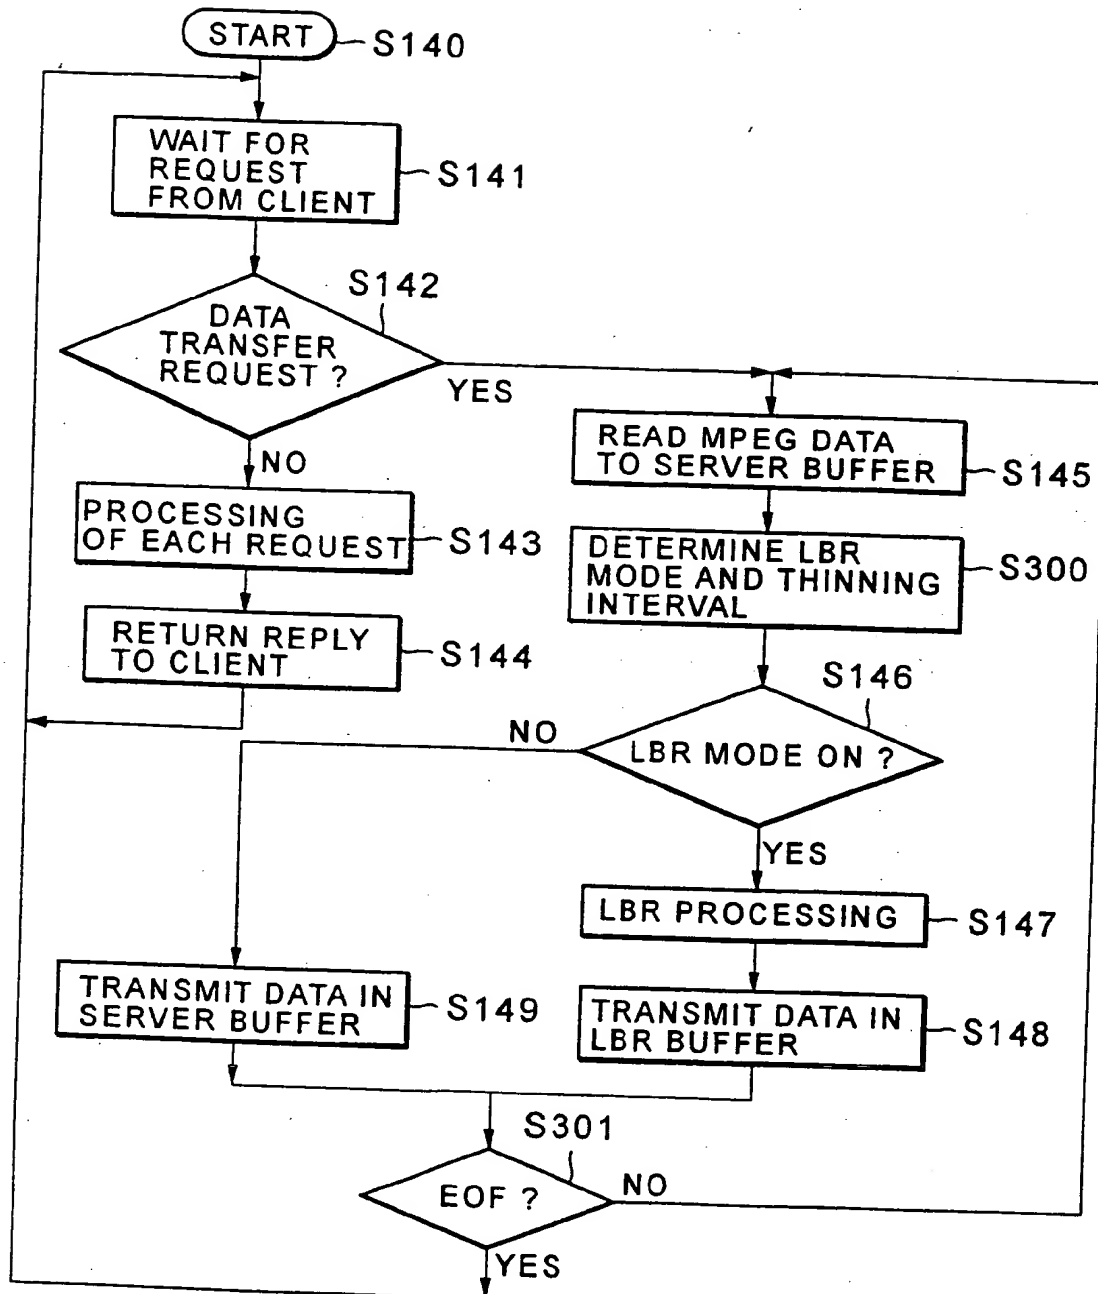 START
S140
WAIT FOR
REQUEST
FROM CLIENT
S141
S142
DATA
TRANSFER
REQUEST ?
YES
NO
READ MPEG DATA
TO SERVER BUFFER
S145
PROCESSING
OF EACH REQUEST
S143
DETERMINE LBR
MODE AND THINNING
INTERVAL
S300
RETURN REPLY
TO CLIENT
S144
S146
NO
LBR MODE ON ?
YES
LBR PROCESSING
S147
TRANSMIT DATA IN
SERVER BUFFER
S149
TRANSMIT DATA IN
LBR BUFFER
S148
S301
EOF ?
NO
YES